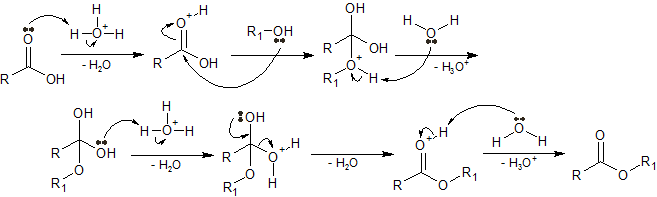 H H
O⁺
O H O H⁺ R₁ OH OH H O H
R OH - H₂O R OH R OH - H₃O⁺
O⁺
R₁ H
OH H OH H H O
R OH H O H⁺ R O H⁺ O⁺ H H O
O - H₂O O H - H₂O R O R₁ - H₃O⁺ R O R₁
R₁ R₁